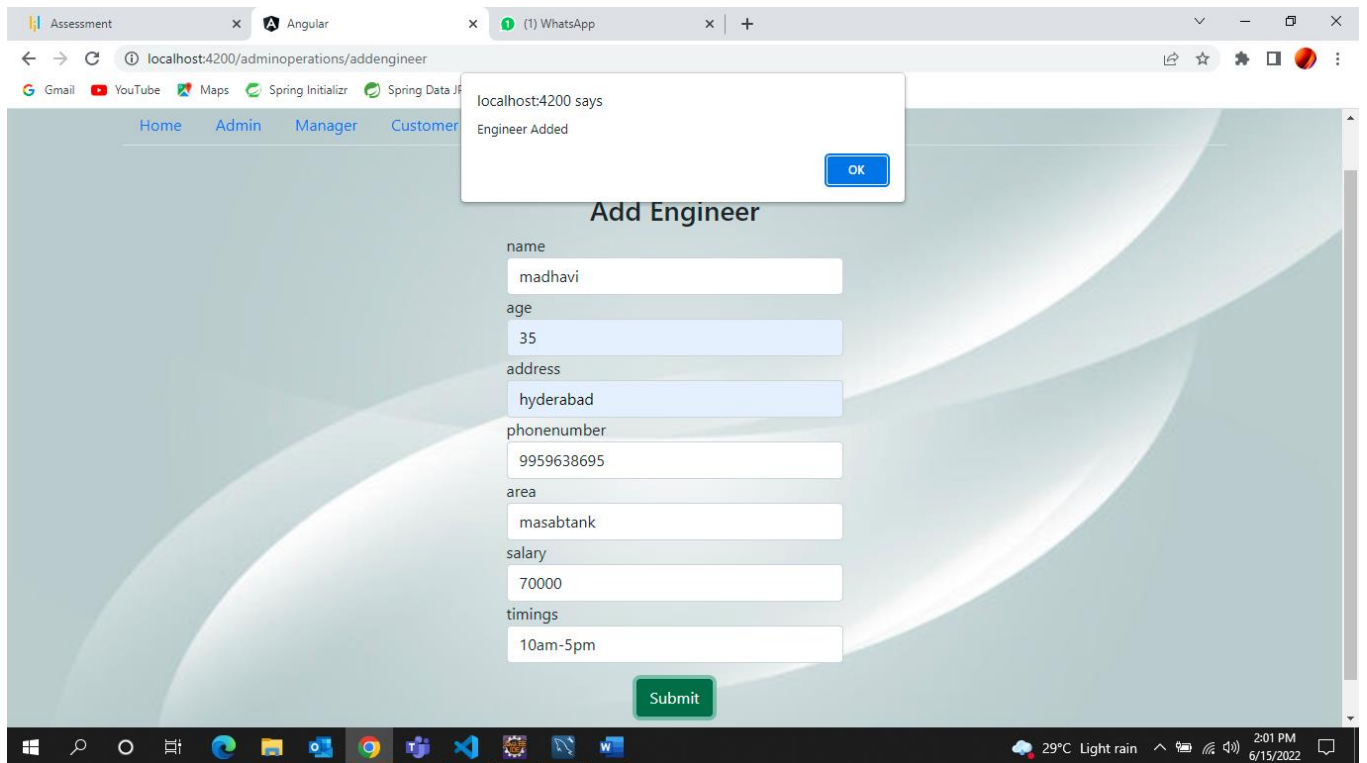 Assessment
Angular
(1) WhatsApp
localhost:4200/adminoperations/addengineer
Gmail YouTube Maps Spring Initializr Spring Data
localhost:4200 says
Engineer Added
OK
Home Admin Manager Customer
Add Engineer
name
madhavi
age
35
address
hyderabad
phonenumber
9959638695
area
masabtank
salary
70000
timings
10am-5pm
Submit
29°C Light rain
2:01 PM
6/15/2022